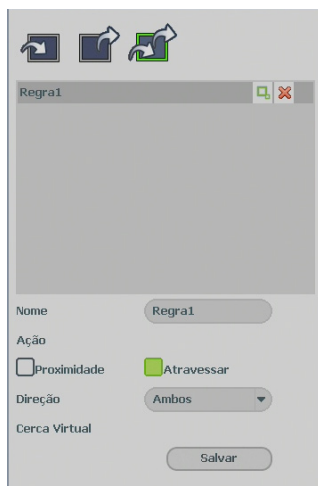 Regra1
Nome Regra1
Ação
Proximidade Atravessar
Direção Ambos
Cerca Virtual
Salvar